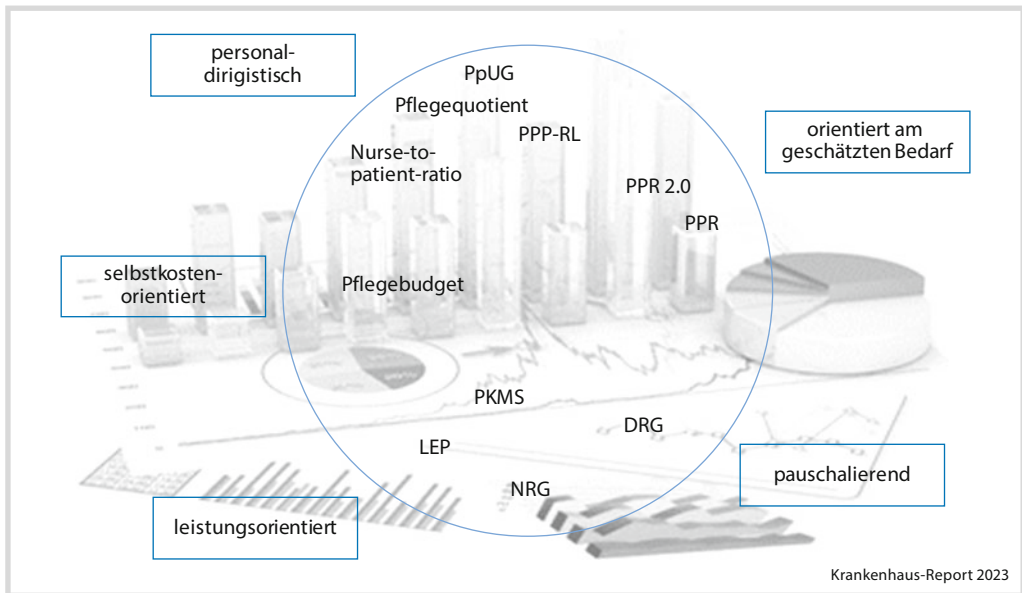 personal-
dirigistisch
PpUG
Pflegequotient
PPP-RL
orientiert am
geschätzten Bedarf
Nurse-to-
patient-ratio
PPR 2.0
PPR
selbstkosten-
orientiert
Pflegebudget
PKMS
DRG
LEP
pauschalierend
NRG
leistungsorientiert
Krankenhaus-Report 2023